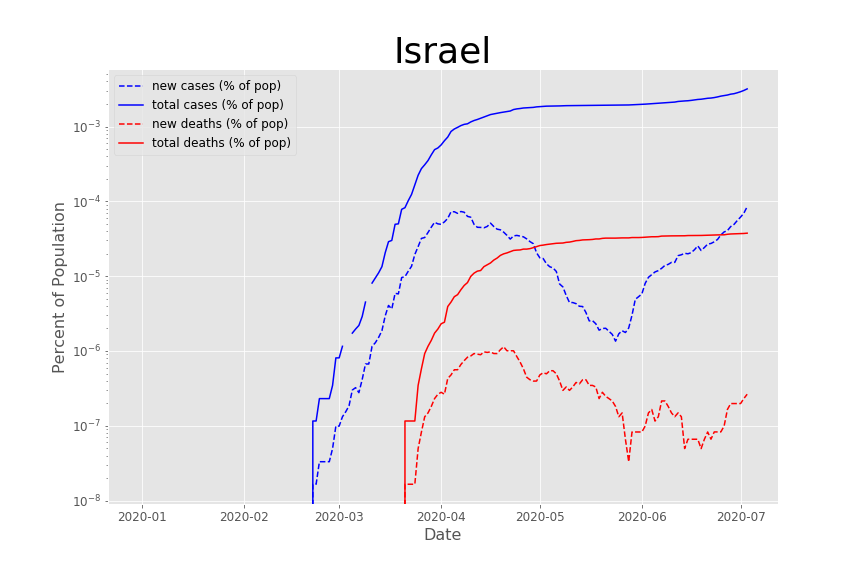 Israel
new cases (% of pop)
total cases (% of pop)
new deaths (% of pop)
total deaths (% of pop)
Percent of Population
10⁻³
10⁻⁴
10⁻⁵
10⁻⁶
10⁻⁷
10⁻⁸
2020-01 2020-02 2020-03 2020-04 2020-05 2020-06 2020-07
Date